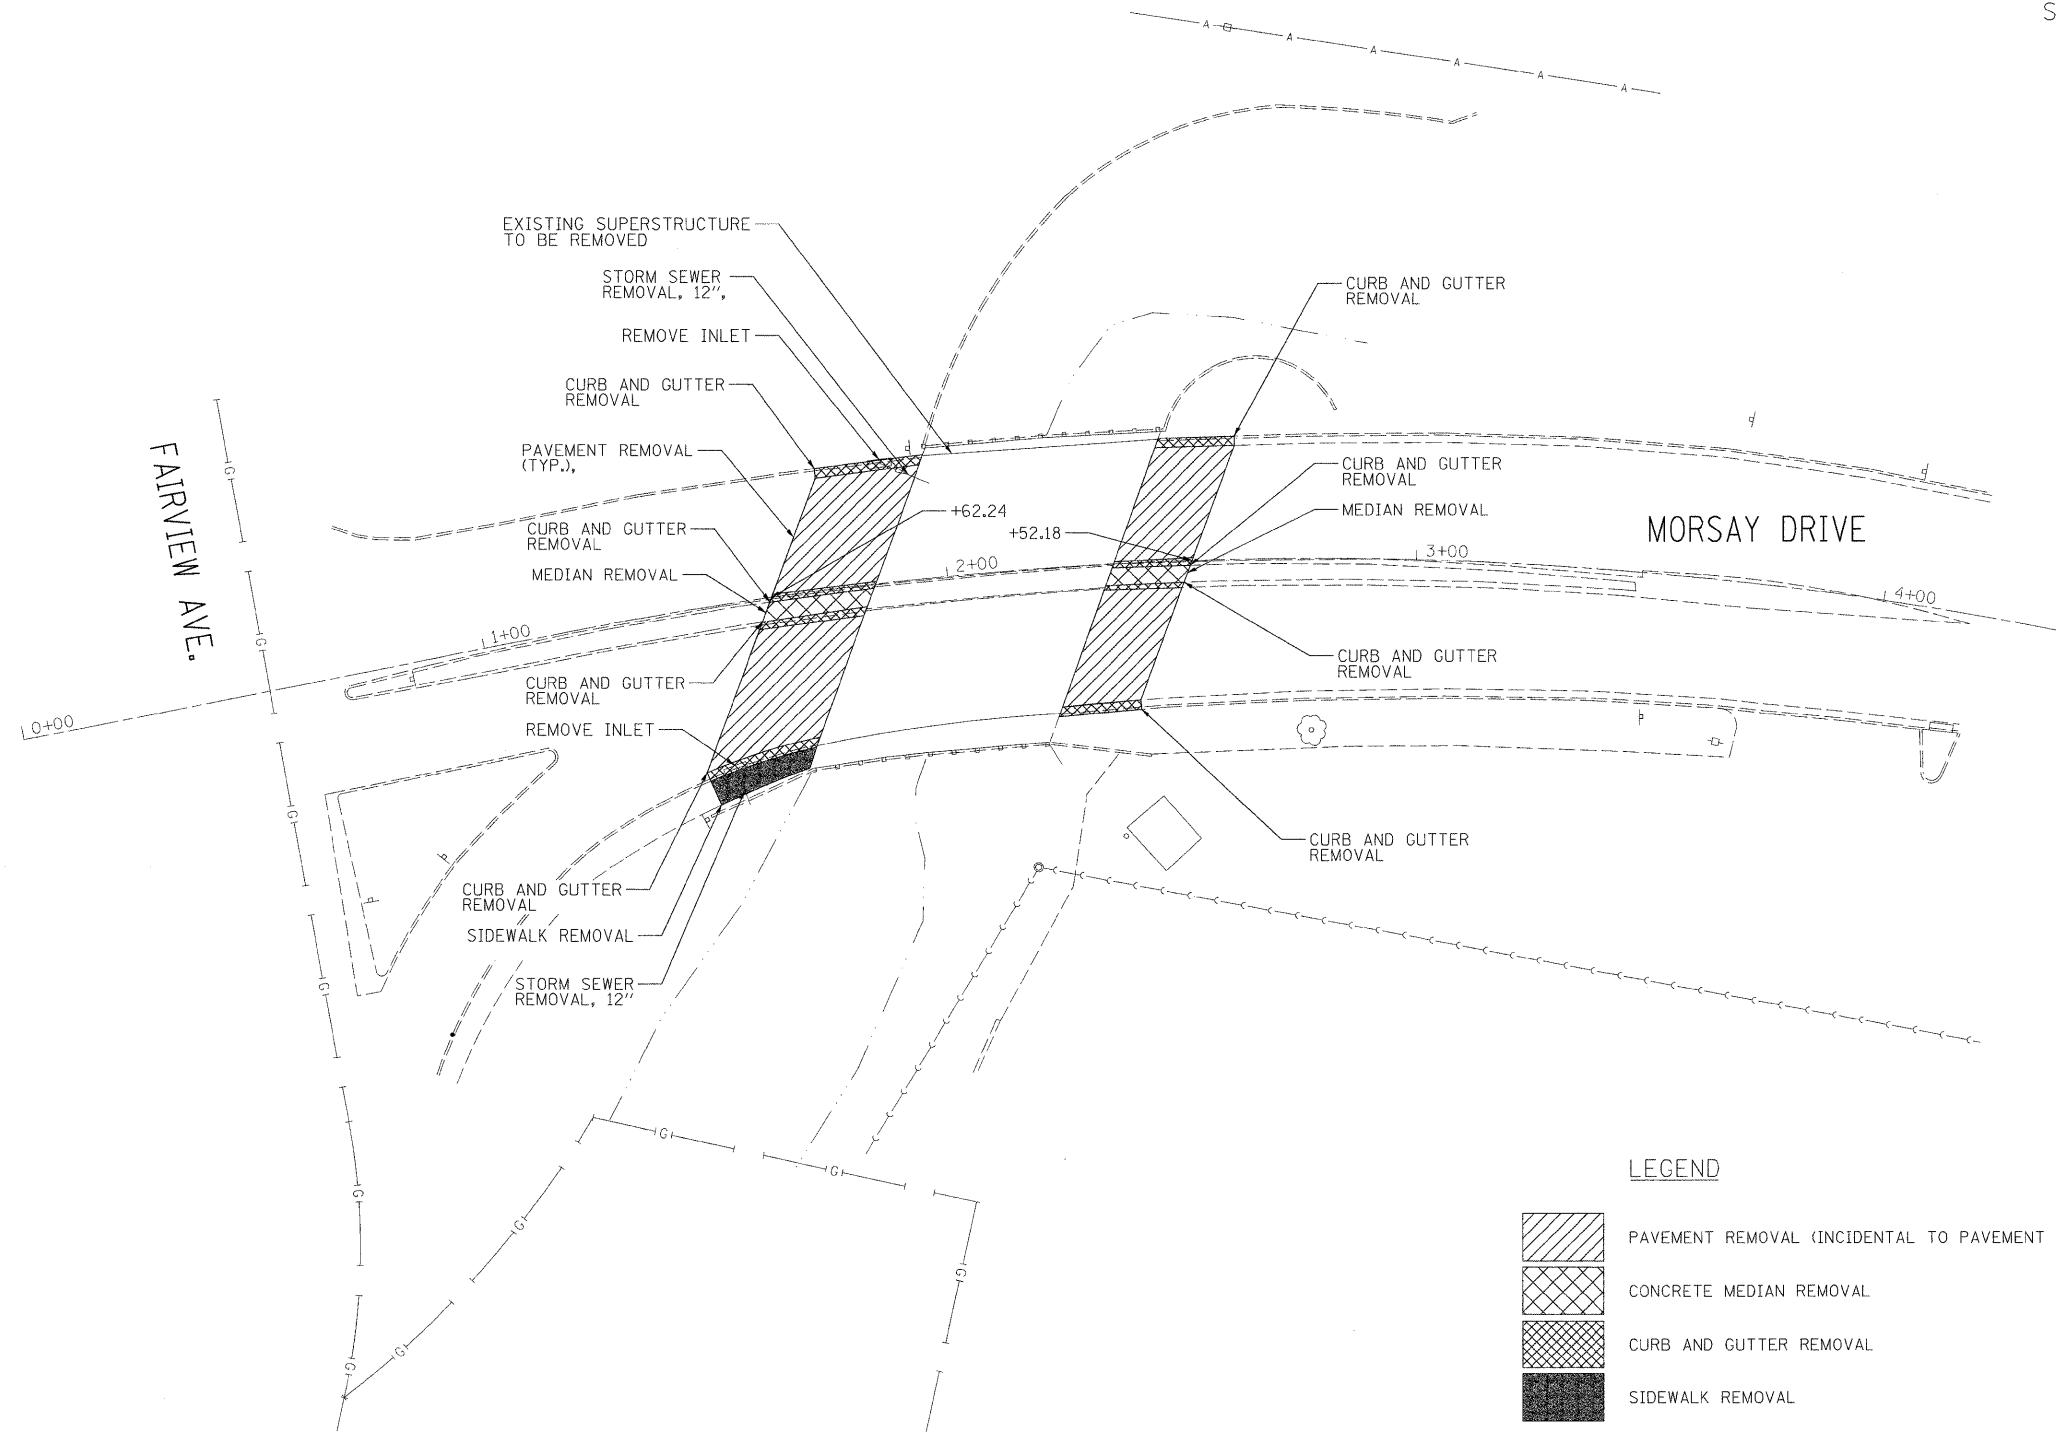 S
A
A
A
A
A
A
EXISTING SUPERSTRUCTURE
TO BE REMOVED
STORM SEWER
REMOVAL, 12",
REMOVE INLET
CURB AND GUTTER
REMOVAL
PAVEMENT REMOVAL
(TYP.),
CURB AND GUTTER
REMOVAL
MEDIAN REMOVAL
CURB AND GUTTER
REMOVAL
REMOVE INLET
CURB AND GUTTER
REMOVAL
SIDEWALK REMOVAL
STORM SEWER
REMOVAL, 12"
+62.24
+52.18
CURB AND GUTTER
REMOVAL
CURB AND GUTTER
REMOVAL
MEDIAN REMOVAL
CURB AND GUTTER
REMOVAL
CURB AND GUTTER
REMOVAL
FAIRVIEW AVE.
MORSAY DRIVE
0+00
1+00
2+00
3+00
4+00
G
G
G
G
G
G
G
G
G
G
G
LEGEND
PAVEMENT REMOVAL (INCIDENTAL TO PAVEMENT
CONCRETE MEDIAN REMOVAL
CURB AND GUTTER REMOVAL
SIDEWALK REMOVAL